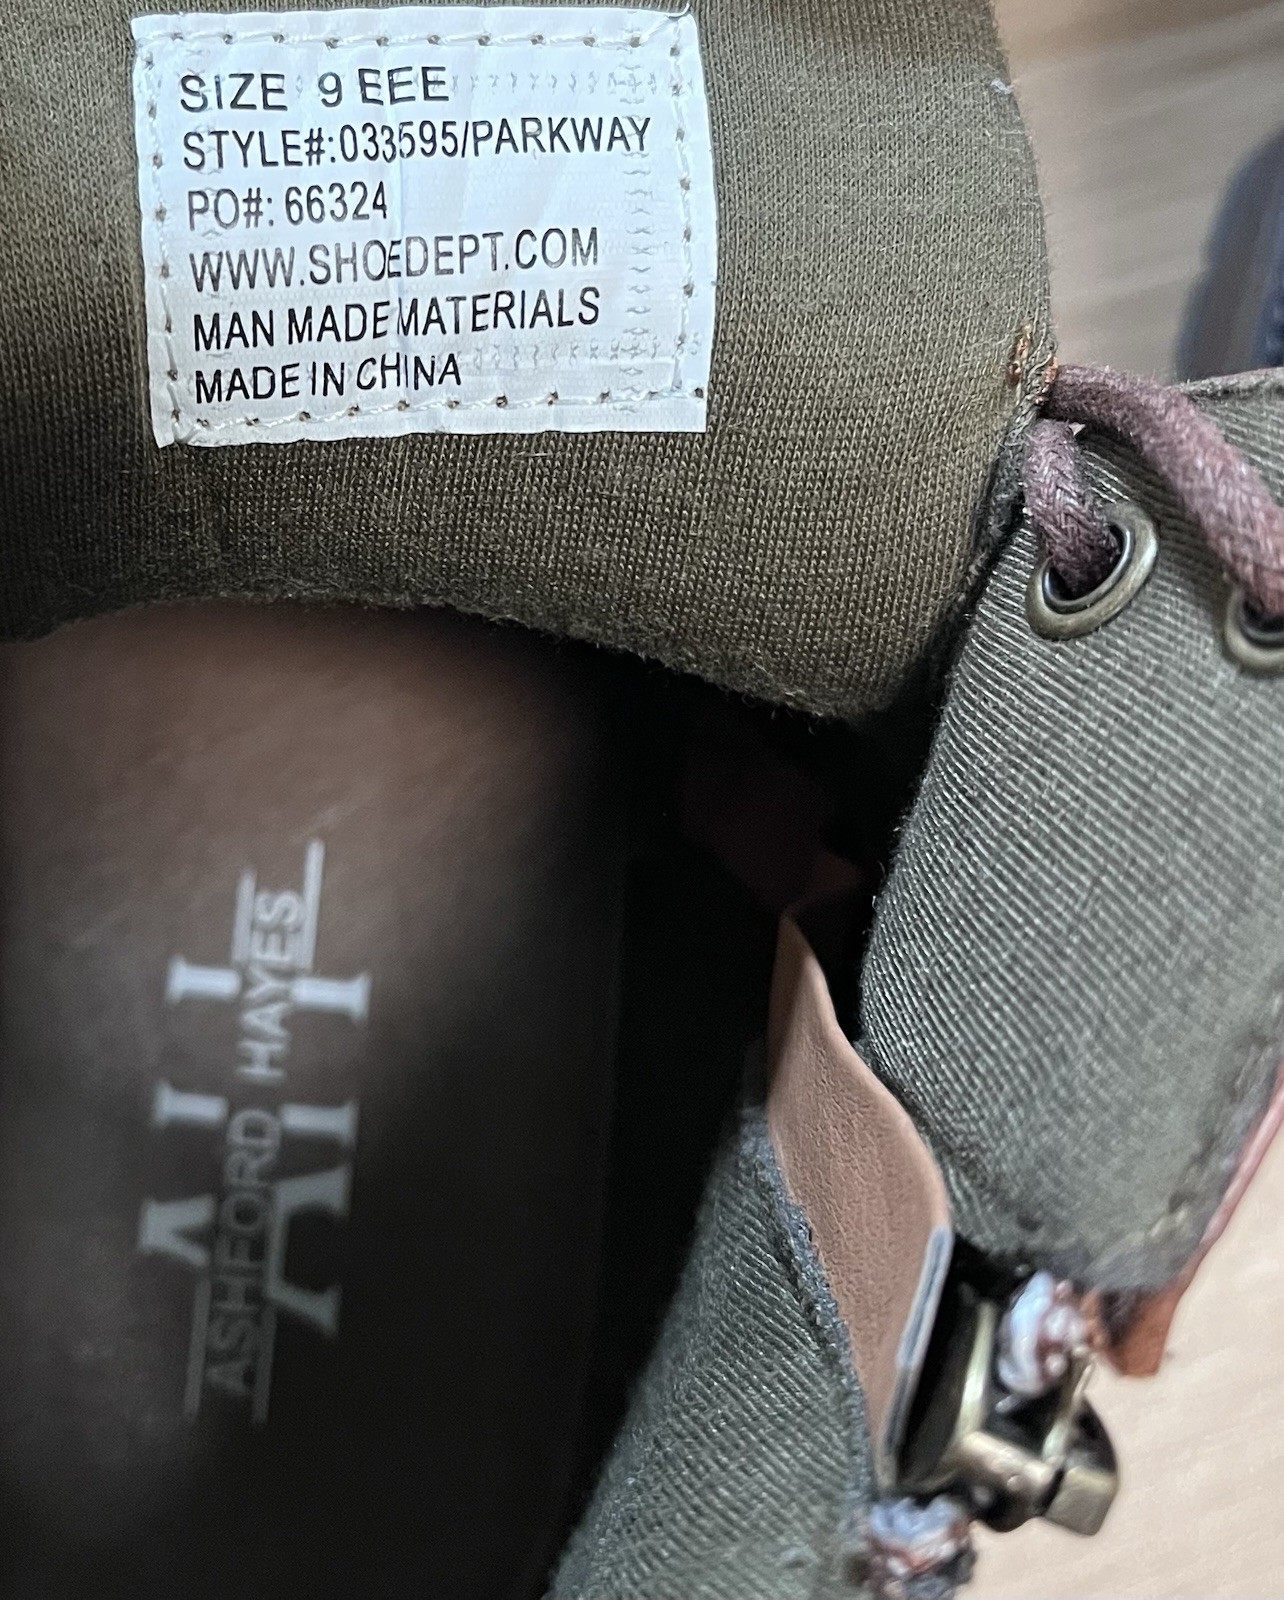 SIZE 9 EEE
STYLE#:033595/PARKWAY
PO#: 66324
WWW.SHOEDEPT.COM
MAN MADE MATERIALS
MADE IN CHINA
AH
ASHFORD HAYES